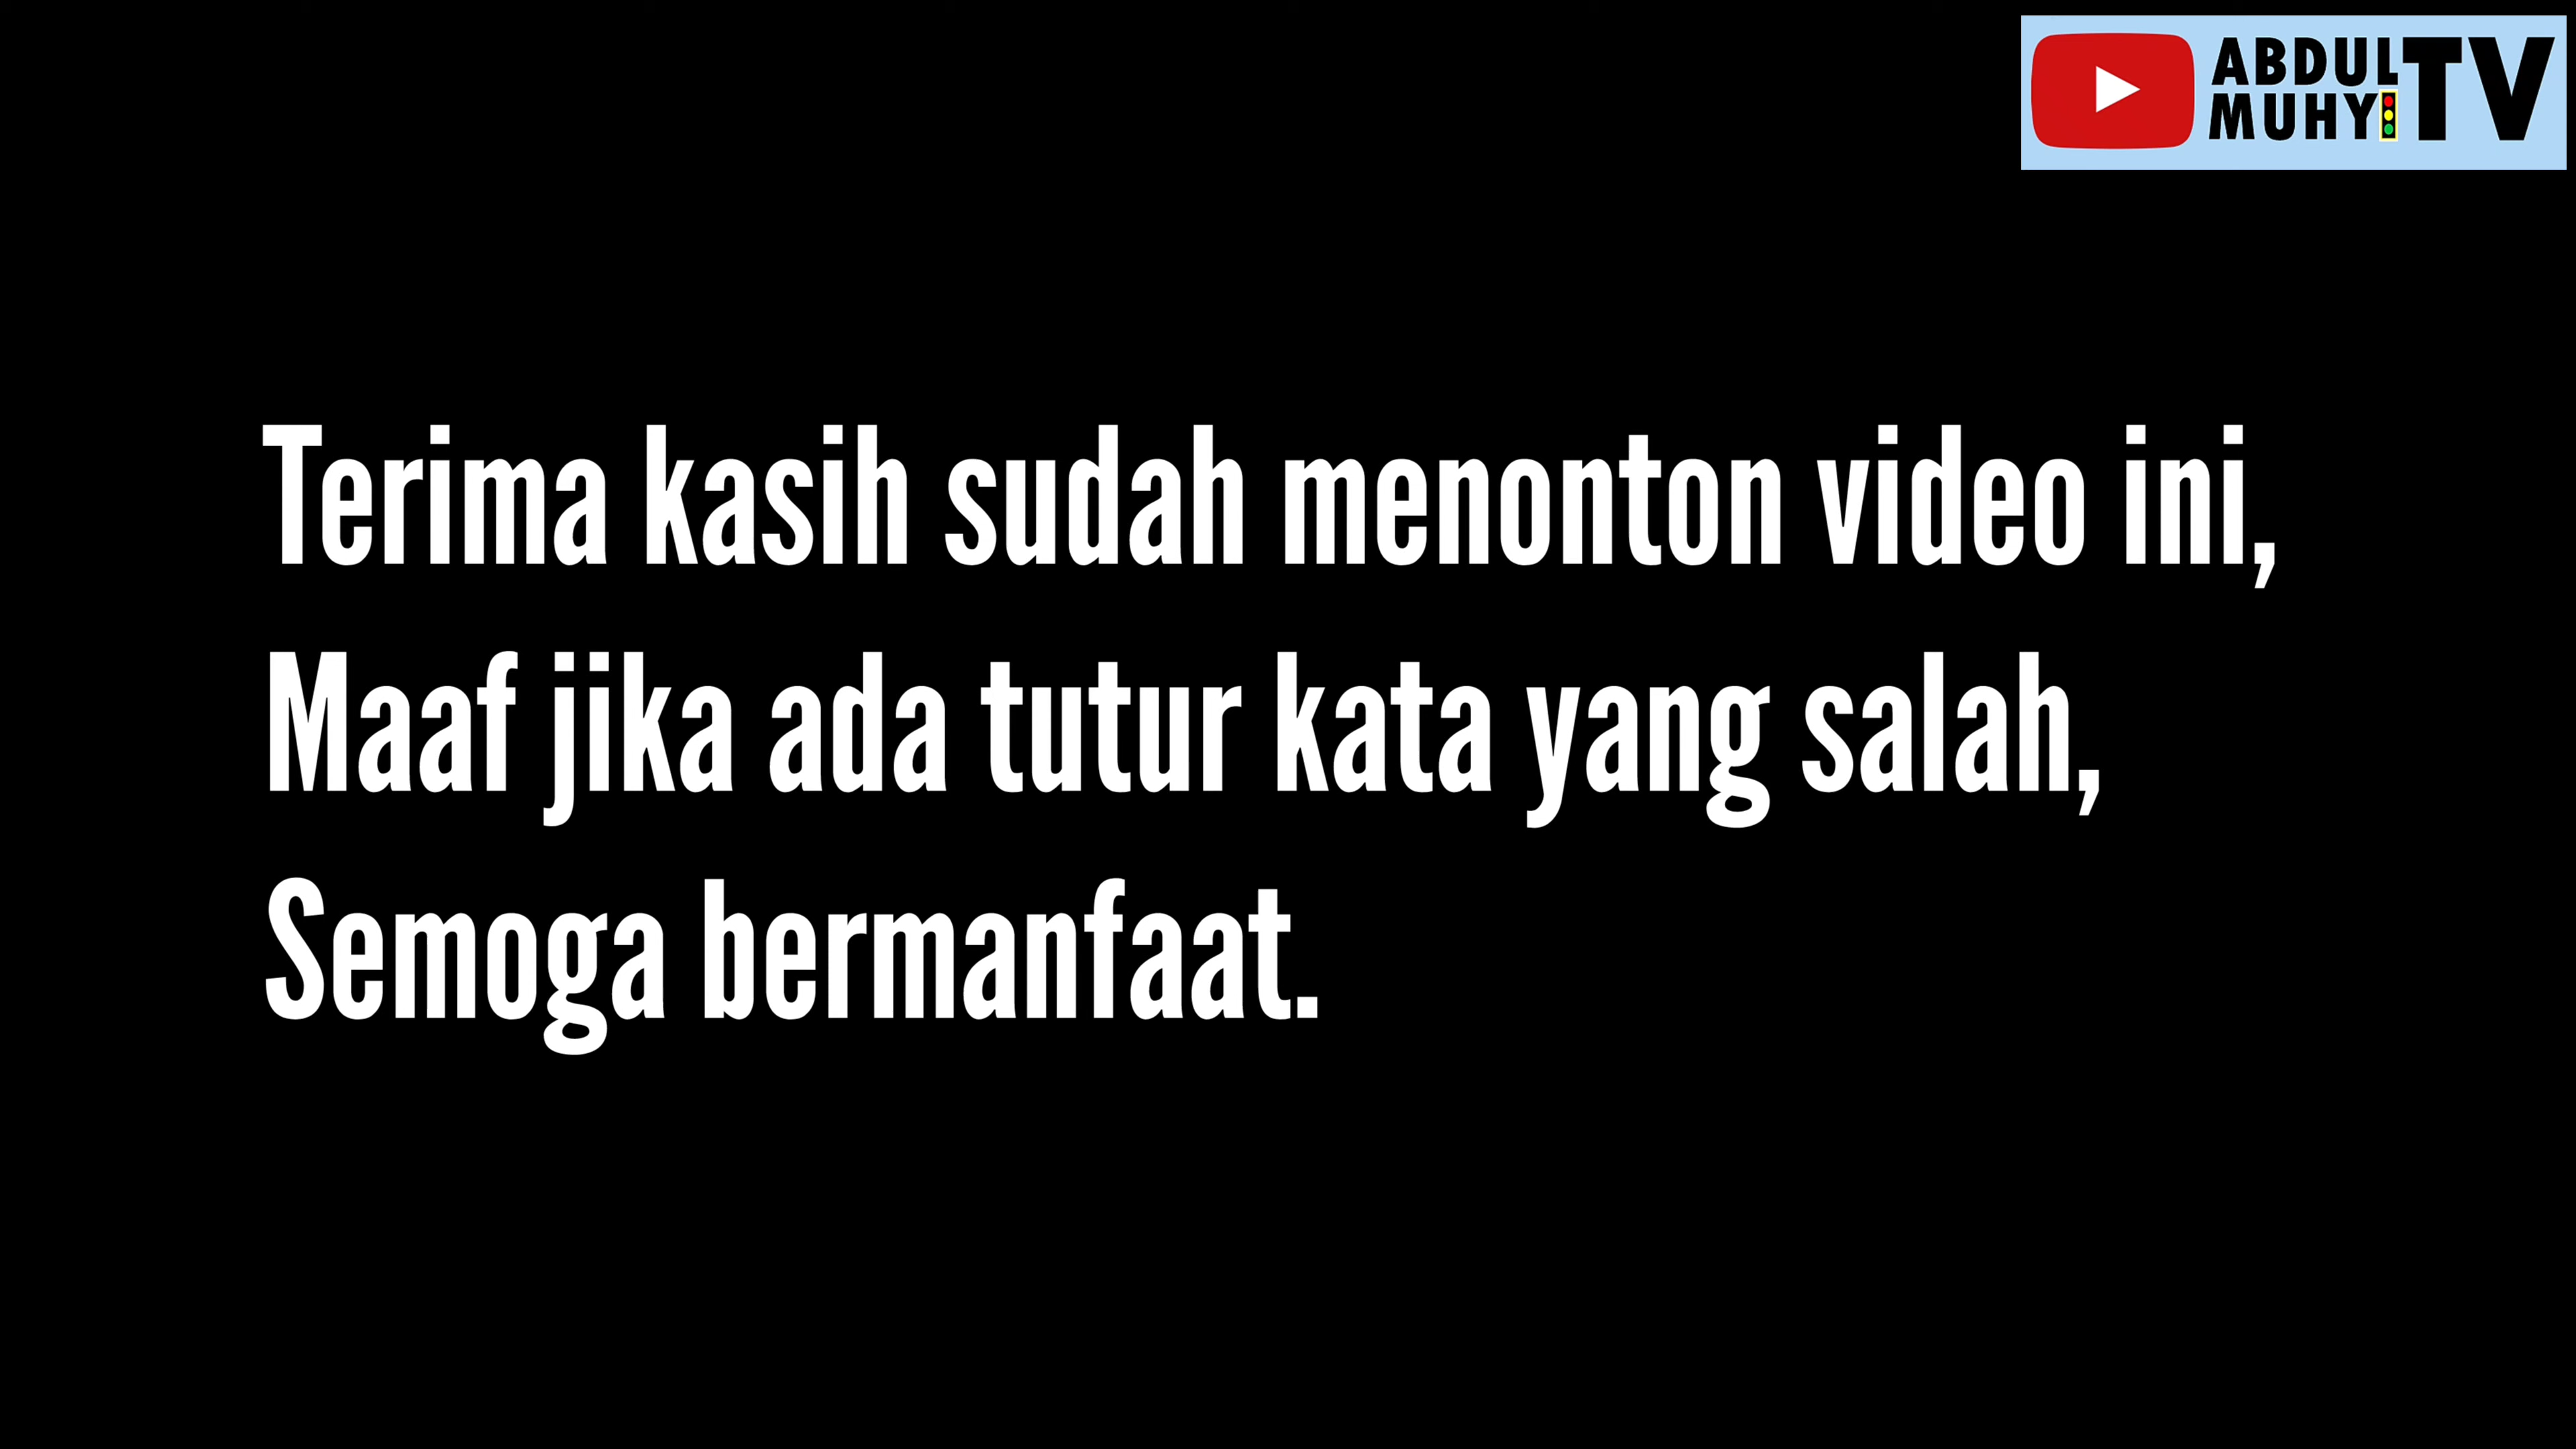 ABDUL
MUHYI TV
Terima kasih sudah menonton video ini,
Maaf jika ada tutur kata yang salah,
Semoga bermanfaat.